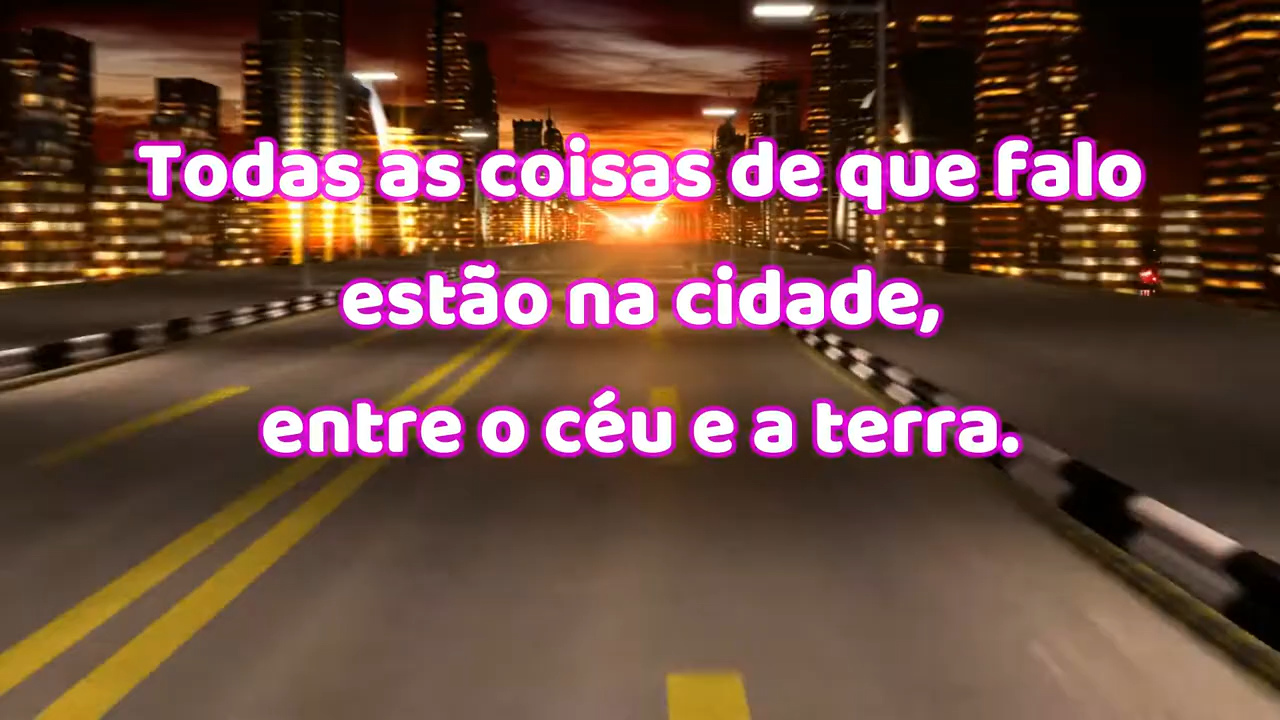 Todas as coisas de que falo
estão na cidade,
entre o céu e a terra.